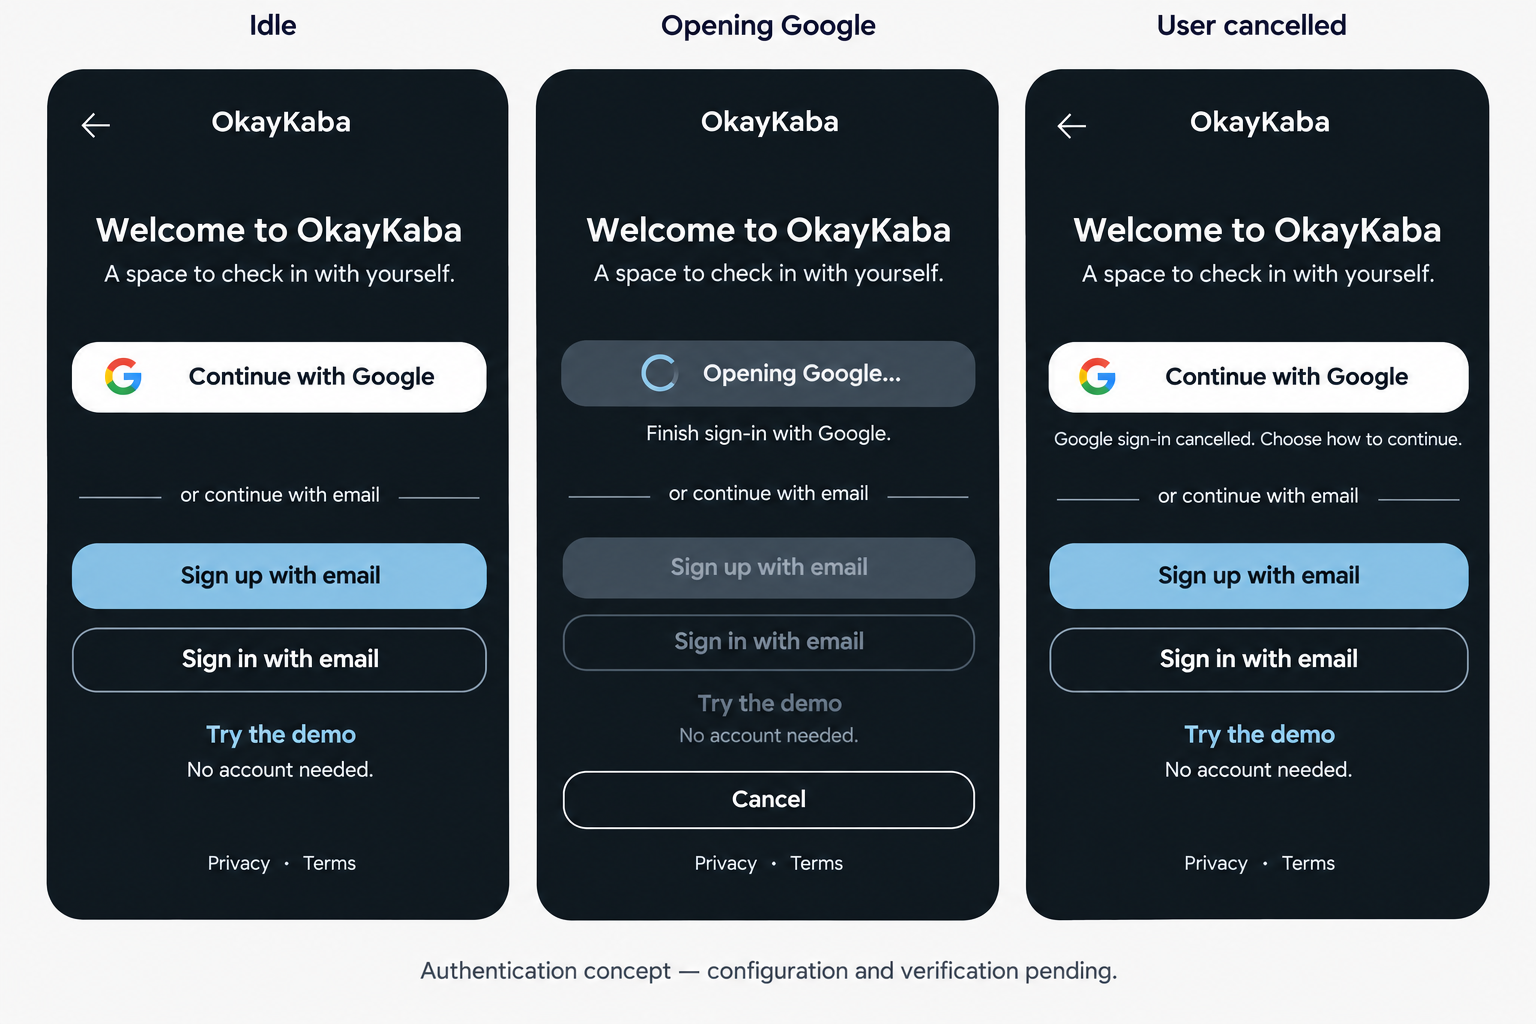 Idle
OkayKaba
Welcome to OkayKaba
A space to check in with yourself.
Continue with Google
or continue with email
Sign up with email
Sign in with email
Try the demo
No account needed.
Privacy • Terms
Opening Google
OkayKaba
Welcome to OkayKaba
A space to check in with yourself.
Opening Google...
Finish sign-in with Google.
or continue with email
Sign up with email
Sign in with email
Try the demo
No account needed.
Cancel
Privacy • Terms
User cancelled
OkayKaba
Welcome to OkayKaba
A space to check in with yourself.
Continue with Google
Google sign-in cancelled. Choose how to continue.
or continue with email
Sign up with email
Sign in with email
Try the demo
No account needed.
Privacy • Terms
Authentication concept — configuration and verification pending.